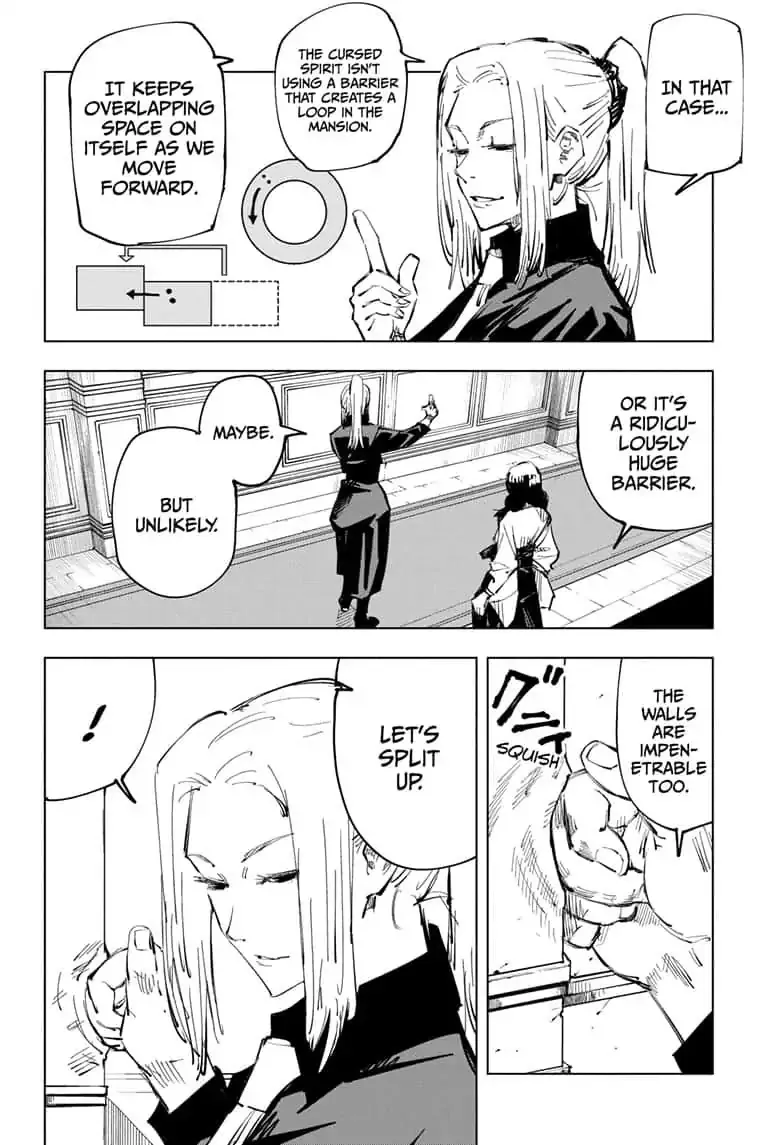 IN THAT
CASE...
THE CURSED
SPIRIT ISN'T
USING A BARRIER
THAT CREATES A
LOOP IN THE
MANSION.
IT KEEPS
OVERLAPPING
SPACE ON
ITSELF AS WE
MOVE
FORWARD.
OR IT'S
A RIDICU-
LOUSLY
HUGE
BARRIER.
MAYBE.
BUT
UNLIKELY.
THE
WALLS
ARE
IMPEN-
ETRABLE
TOO.
グニィ
SQUISH
LET'S
SPLIT
UP.
!